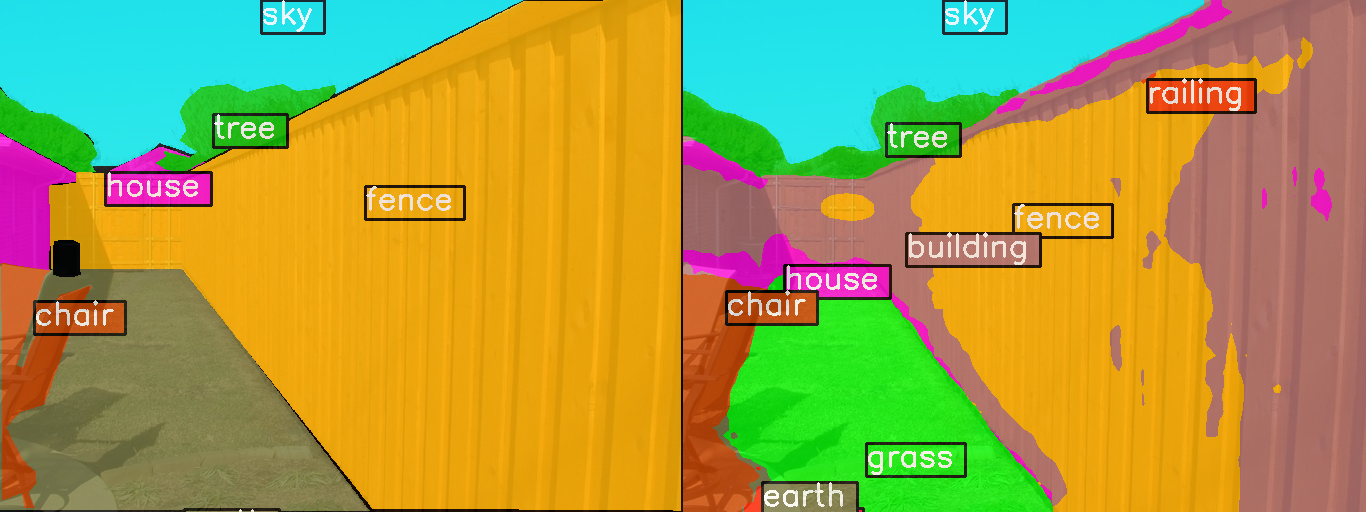 sky
tree
house
fence
chair
sky
railing
tree
fence
building
house
chair
grass
earth